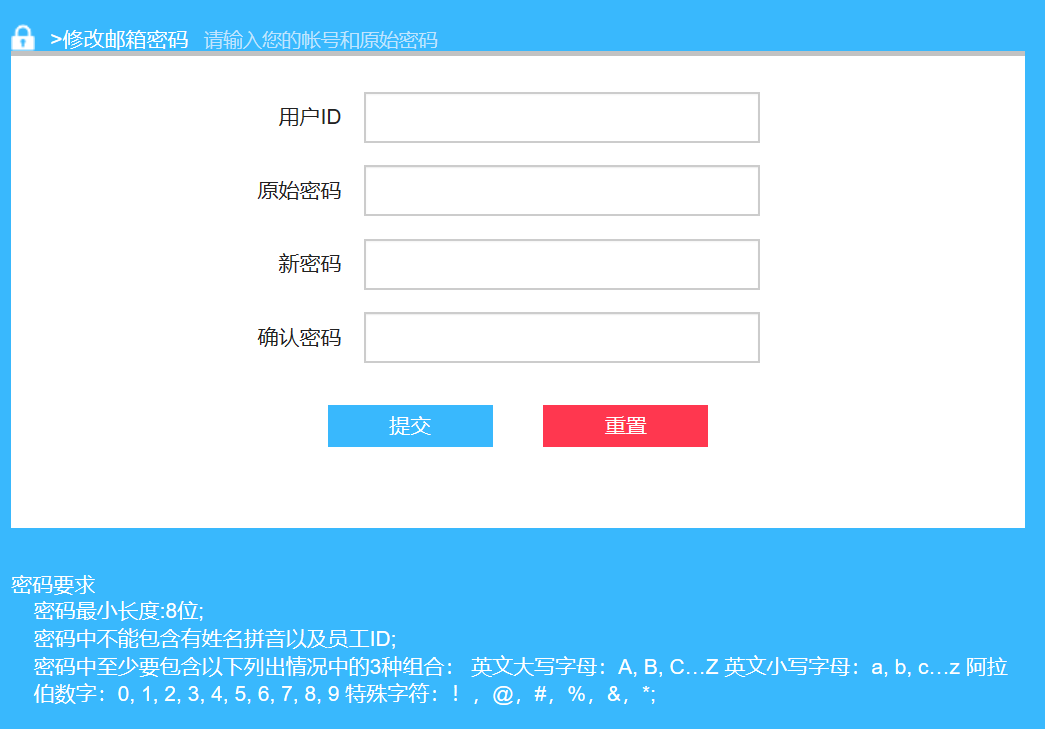 >修改邮箱密码 请输入您的帐号和原始密码
用户ID
原始密码
新密码
确认密码
提交 重置
密码要求
密码最小长度:8位;
密码中不能包含有姓名拼音以及员工ID;
密码中至少要包含以下列出情况中的3种组合： 英文大写字母：A, B, C…Z 英文小写字母：a, b, c…z 阿拉
伯数字：0, 1, 2, 3, 4, 5, 6, 7, 8, 9 特殊字符：！，@，#，%，&，*;